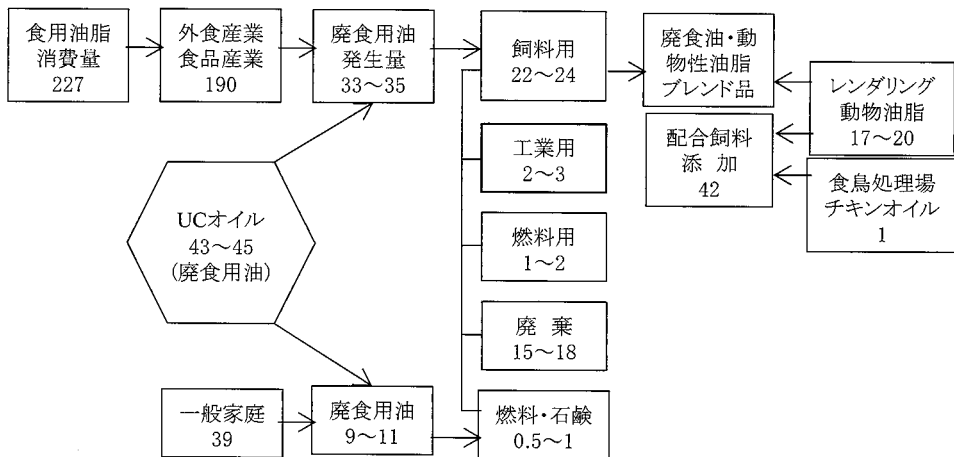 食用油脂
消費量
227
外食産業
食品産業
190
廃食用油
発生量
33〜35
飼料用
22〜24
廃食油・動
物性油脂
ブレンド品
レンダリング
動物油脂
17〜20
工業用
2〜3
配合飼料
添 加
42
食鳥処理場
チキンオイル
1
UCオイル
43〜45
(廃食用油)
燃料用
1〜2
廃 棄
15〜18
一般家庭
39
廃食用油
9〜11
燃料・石鹸
0.5〜1